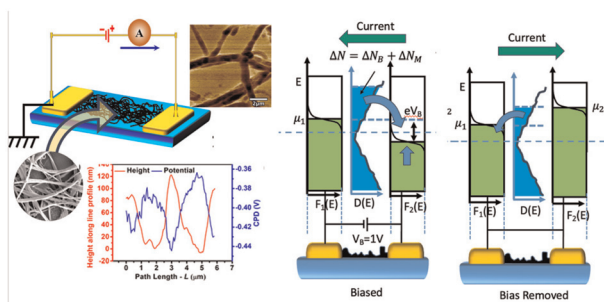 A
2μm
Height
Potential
Height along line profile (nm)
140
120
100
80
60
40
20
0
-20
-0.36
-0.38
-0.40
-0.42
-0.44
CPD (V)
0 1 2 3 4 5 6 7
Path Length - L (μm)
Current
ΔN = ΔN_B + ΔN_M
E
E
μ₁
eV_B
F₁(E)
D(E)
F₂(E)
V_B=1V
Biased
Current
E
E
2
μ₁
μ₂
F₁(E)
D(E)
F₂(E)
Bias Removed